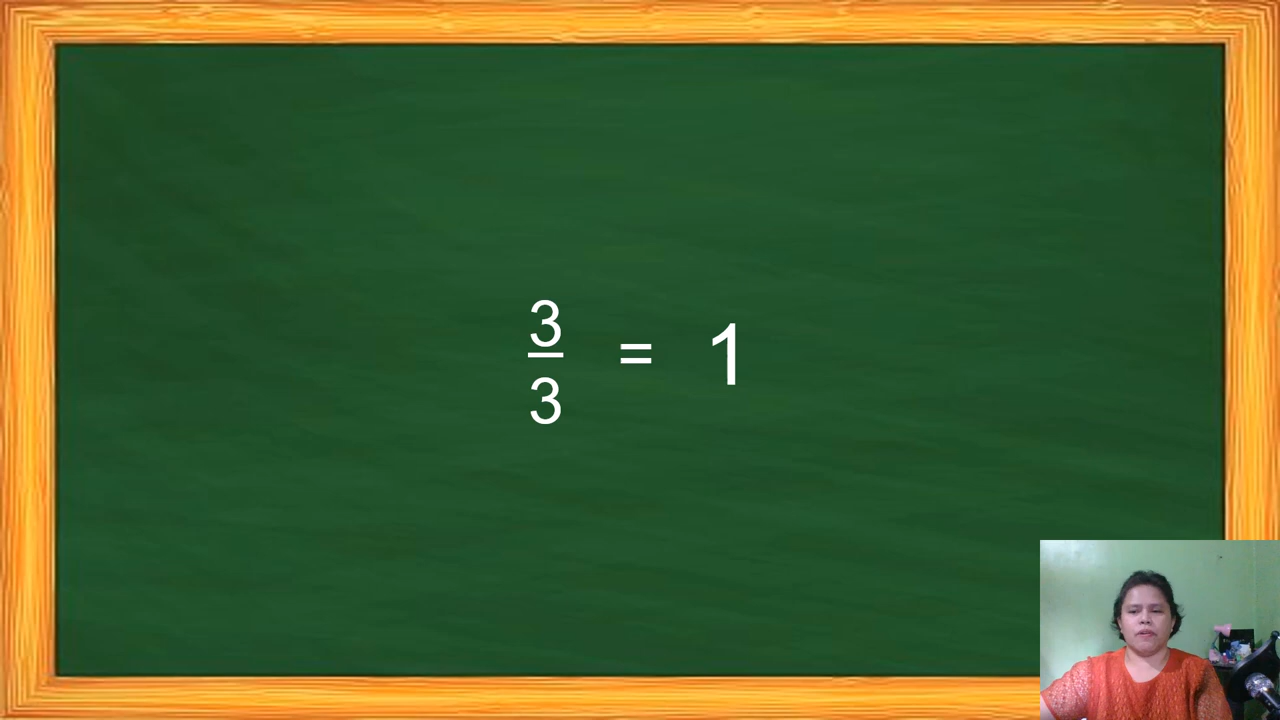 3/3 = 1